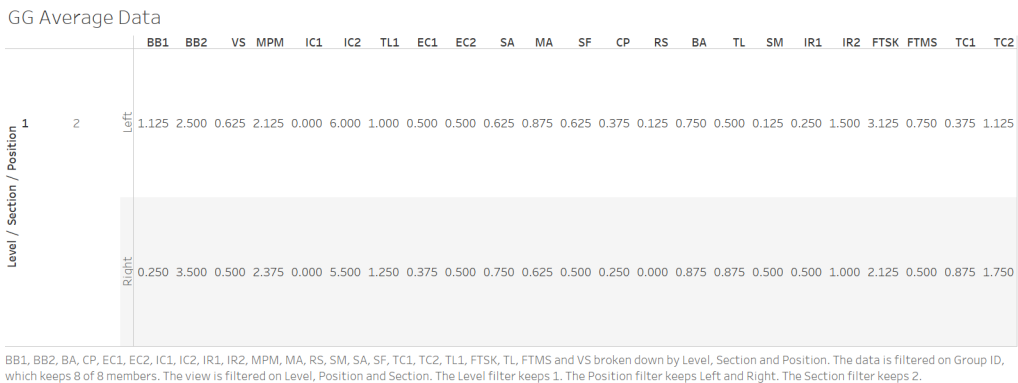 GG Average Data
BB1 BB2 VS MPM IC1 IC2 TL1 EC1 EC2 SA MA SF CP RS BA TL SM IR1 IR2 FTSK FTMS TC1 TC2
Level / Section / Position
1 2 Left 1.125 2.500 0.625 2.125 0.000 6.000 1.000 0.500 0.500 0.625 0.875 0.625 0.375 0.125 0.750 0.500 0.125 0.250 1.500 3.125 0.750 0.375 1.125
Right 0.250 3.500 0.500 2.375 0.000 5.500 1.250 0.375 0.500 0.750 0.625 0.500 0.250 0.000 0.875 0.875 0.500 0.500 1.000 2.125 0.500 0.875 1.750
BB1, BB2, BA, CP, EC1, EC2, IC1, IC2, IR1, IR2, MPM, MA, RS, SM, SA, SF, TC1, TC2, TL1, FTSK, TL, FTMS and VS broken down by Level, Section and Position. The data is filtered on Group ID,
which keeps 8 of 8 members. The view is filtered on Level, Position and Section. The Level filter keeps 1. The Position filter keeps Left and Right. The Section filter keeps 2.